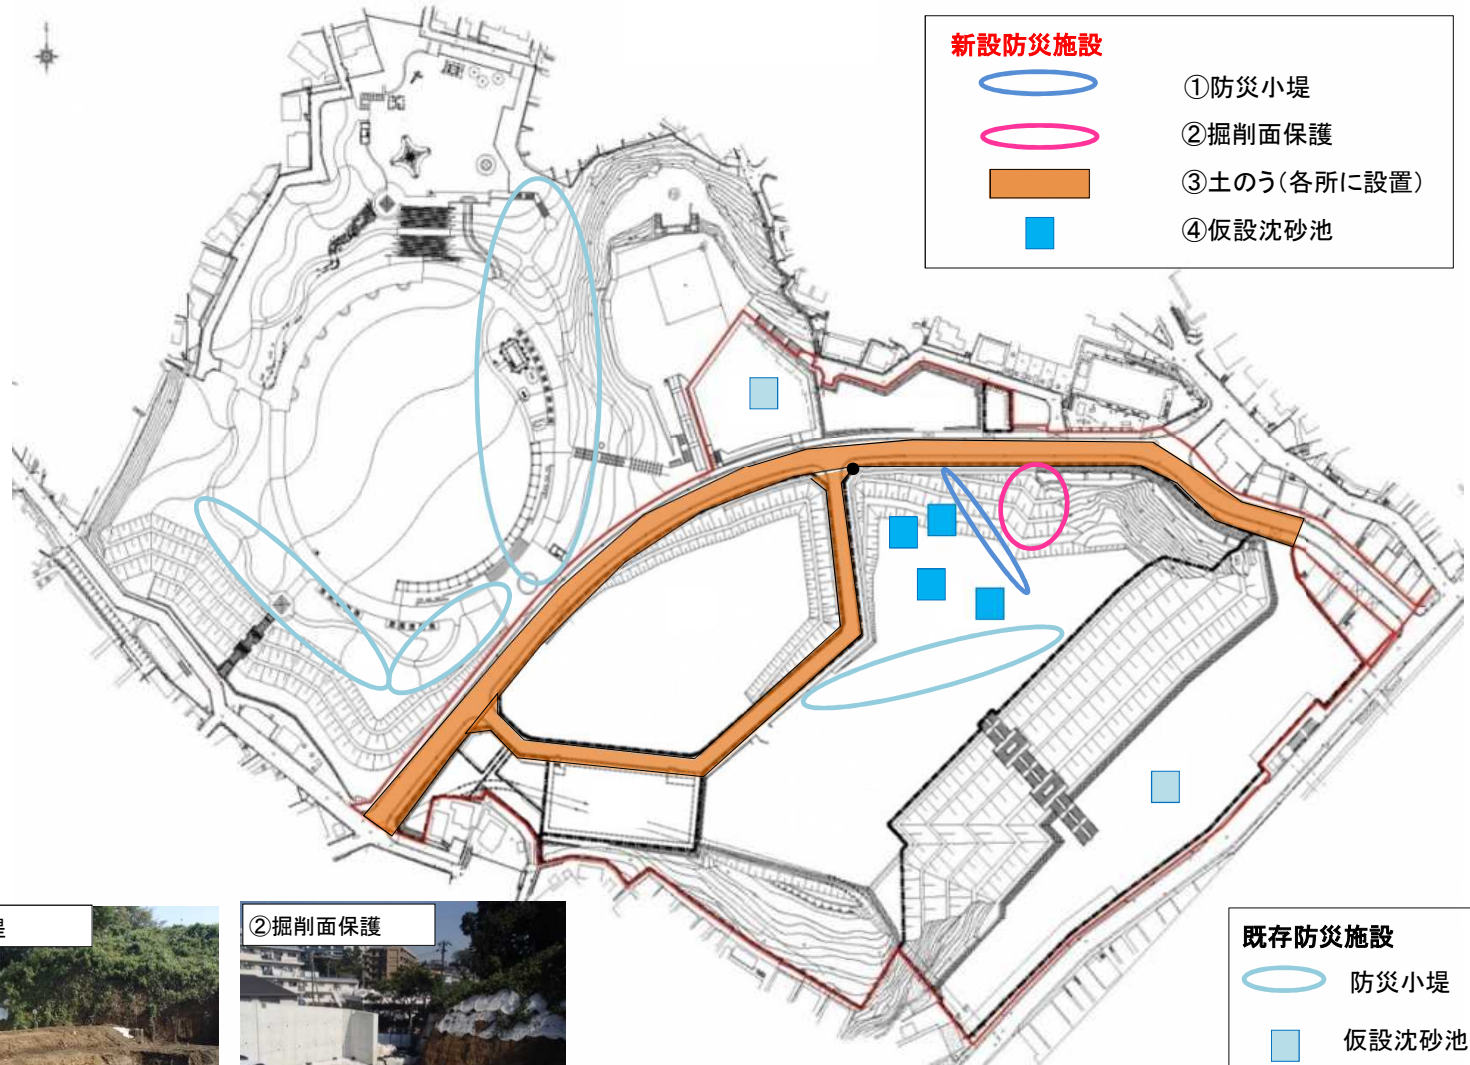 新設防災施設
①防災小堤
②掘削面保護
③土のう(各所に設置)
④仮設沈砂池
②掘削面保護
既存防災施設
防災小堤
仮設沈砂池